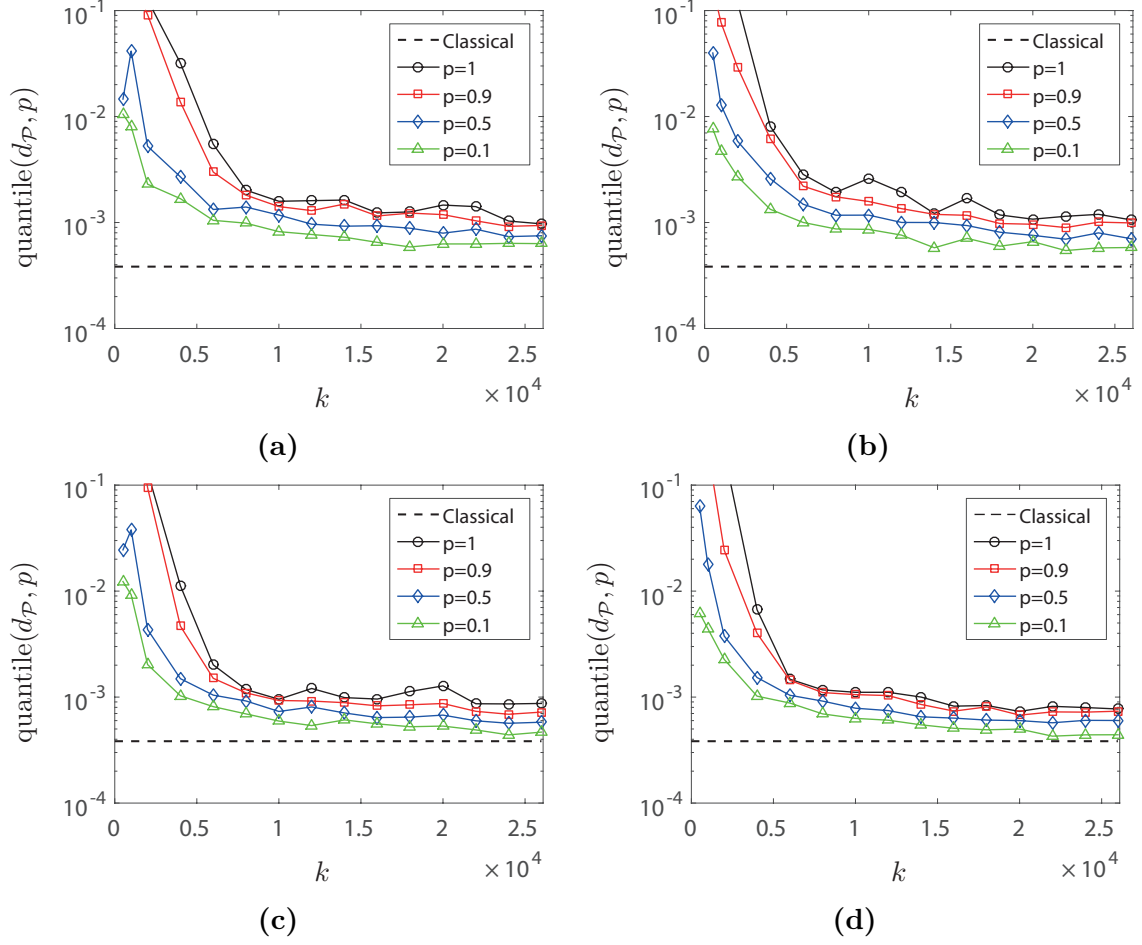 quantile(d_𝒫, p)
10^-1
10^-2
10^-3
10^-4
Classical
p=1
p=0.9
p=0.5
p=0.1
0 0.5 1 1.5 2 2.5
× 10^4
k
(a)
quantile(d_𝒫, p)
10^-1
10^-2
10^-3
10^-4
Classical
p=1
p=0.9
p=0.5
p=0.1
0 0.5 1 1.5 2 2.5
× 10^4
k
(b)
quantile(d_𝒫, p)
10^-1
10^-2
10^-3
10^-4
Classical
p=1
p=0.9
p=0.5
p=0.1
0 0.5 1 1.5 2 2.5
× 10^4
k
(c)
quantile(d_𝒫, p)
10^-1
10^-2
10^-3
10^-4
Classical
p=1
p=0.9
p=0.5
p=0.1
0 0.5 1 1.5 2 2.5
× 10^4
k
(d)